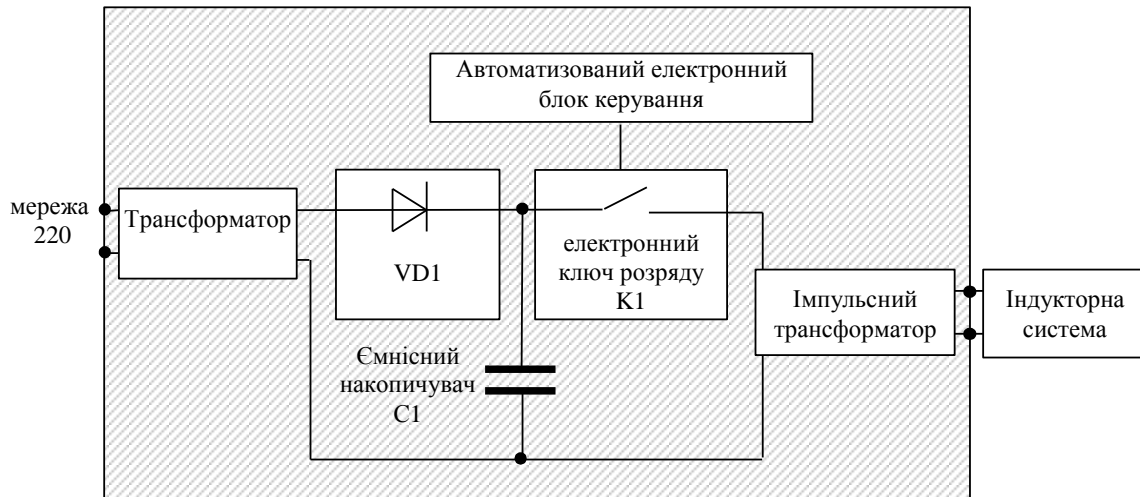 Автоматизований електронний
блок керування
мережа
220
Трансформатор
VD1
електронний
ключ розряду
K1
Імпульсний
трансформатор
Індукторна
система
Ємнісний
накопичувач
C1